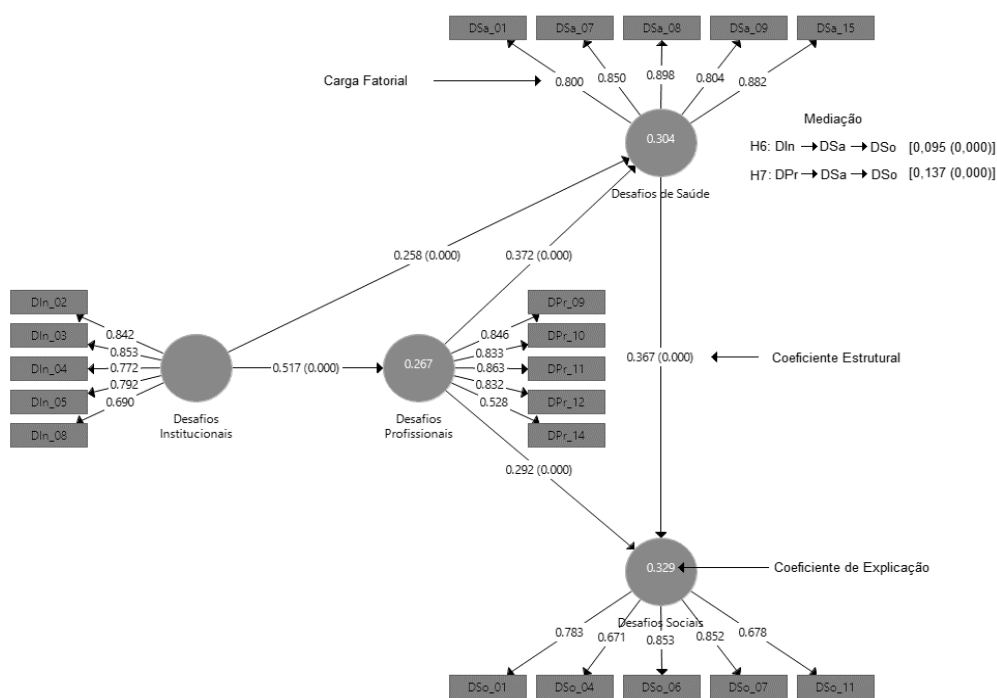 DSa_01 DSa_07 DSa_08 DSa_09 DSa_15
Carga Fatorial
0.800 0.850 0.898 0.804 0.882
0.304
Desafios de Saúde
Mediação
H6: DIn DSa DSo [0,095 (0,000)]
H7: DPr DSa DSo [0,137 (0,000)]
0.258 (0.000)
0.372 (0.000)
DIn_02
DIn_03
DIn_04
DIn_05
DIn_08
0.842
0.853
0.772
0.792
0.690
Desafios
Institucionais
0.517 (0.000)
0.267
Desafios
Profissionais
0.846
0.833
0.863
0.832
0.528
DPr_09
DPr_10
DPr_11
DPr_12
DPr_14
0.367 (0.000)
Coeficiente Estrutural
0.292 (0.000)
0.329
Coeficiente de Explicação
Desafios Sociais
0.783 0.671 0.853 0.852 0.678
DSo_01 DSo_04 DSo_06 DSo_07 DSo_11